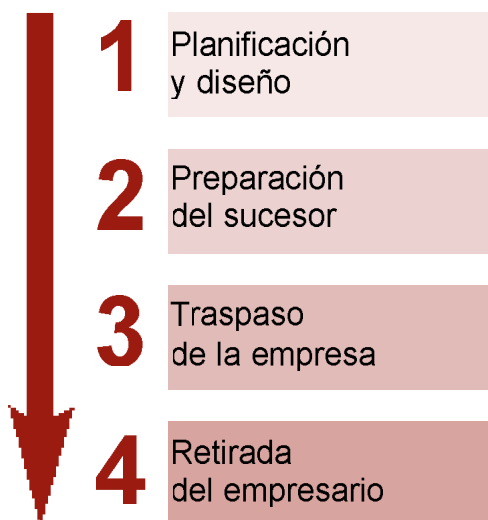 1 Planificación
y diseño
2 Preparación
del sucesor
3 Traspaso
de la empresa
4 Retirada
del empresario